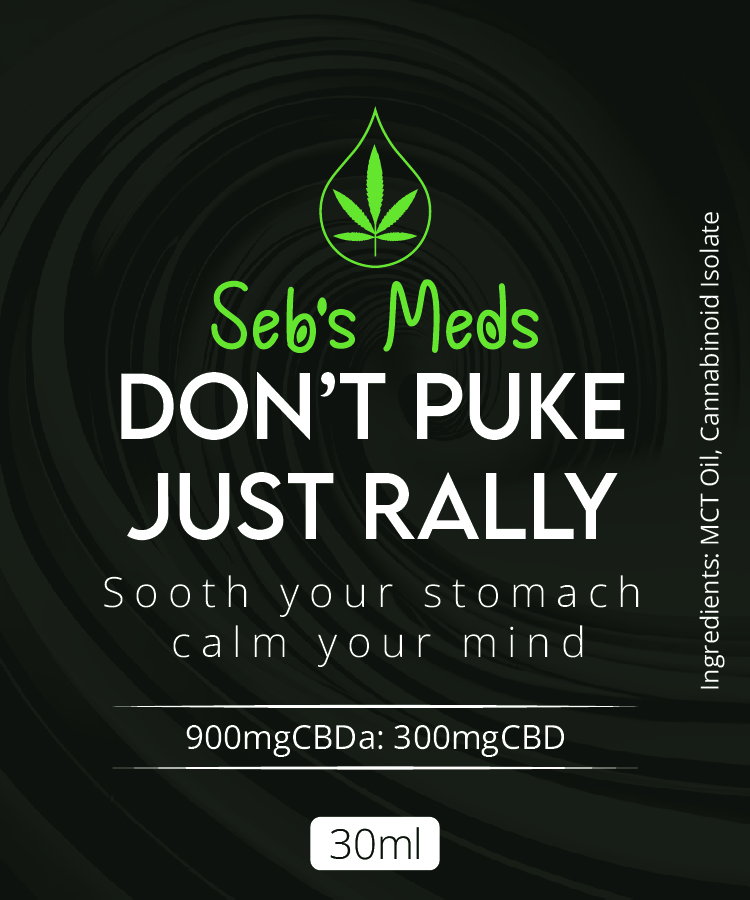 Seb's Meds
DON'T PUKE
JUST RALLY
Sooth your stomach
calm your mind
900mgCBDa: 300mgCBD
30ml
Ingredients: MCT Oil, Cannabinoid Isolate